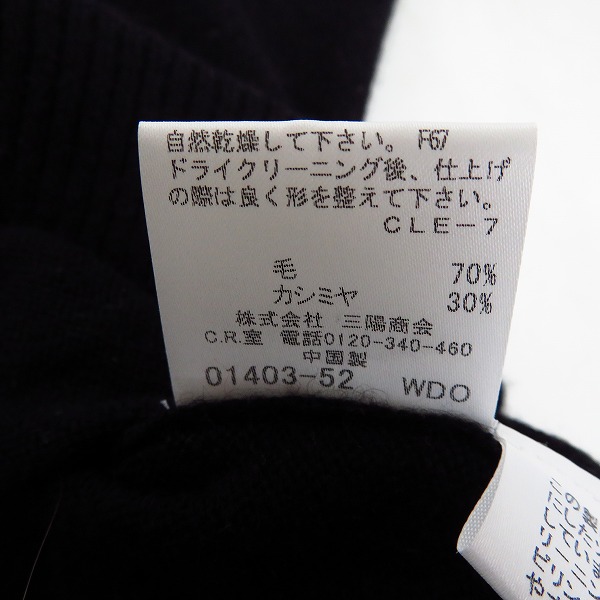 自然乾燥して下さい。 F67
ドライクリーニング後、仕上げ
の際は良く形を整えて下さい。
CLE-7
毛 70%
カシミヤ 30%
株式会社 三陽商会
C.R.室 電話0120-340-460
中国製
01403-52 WDO